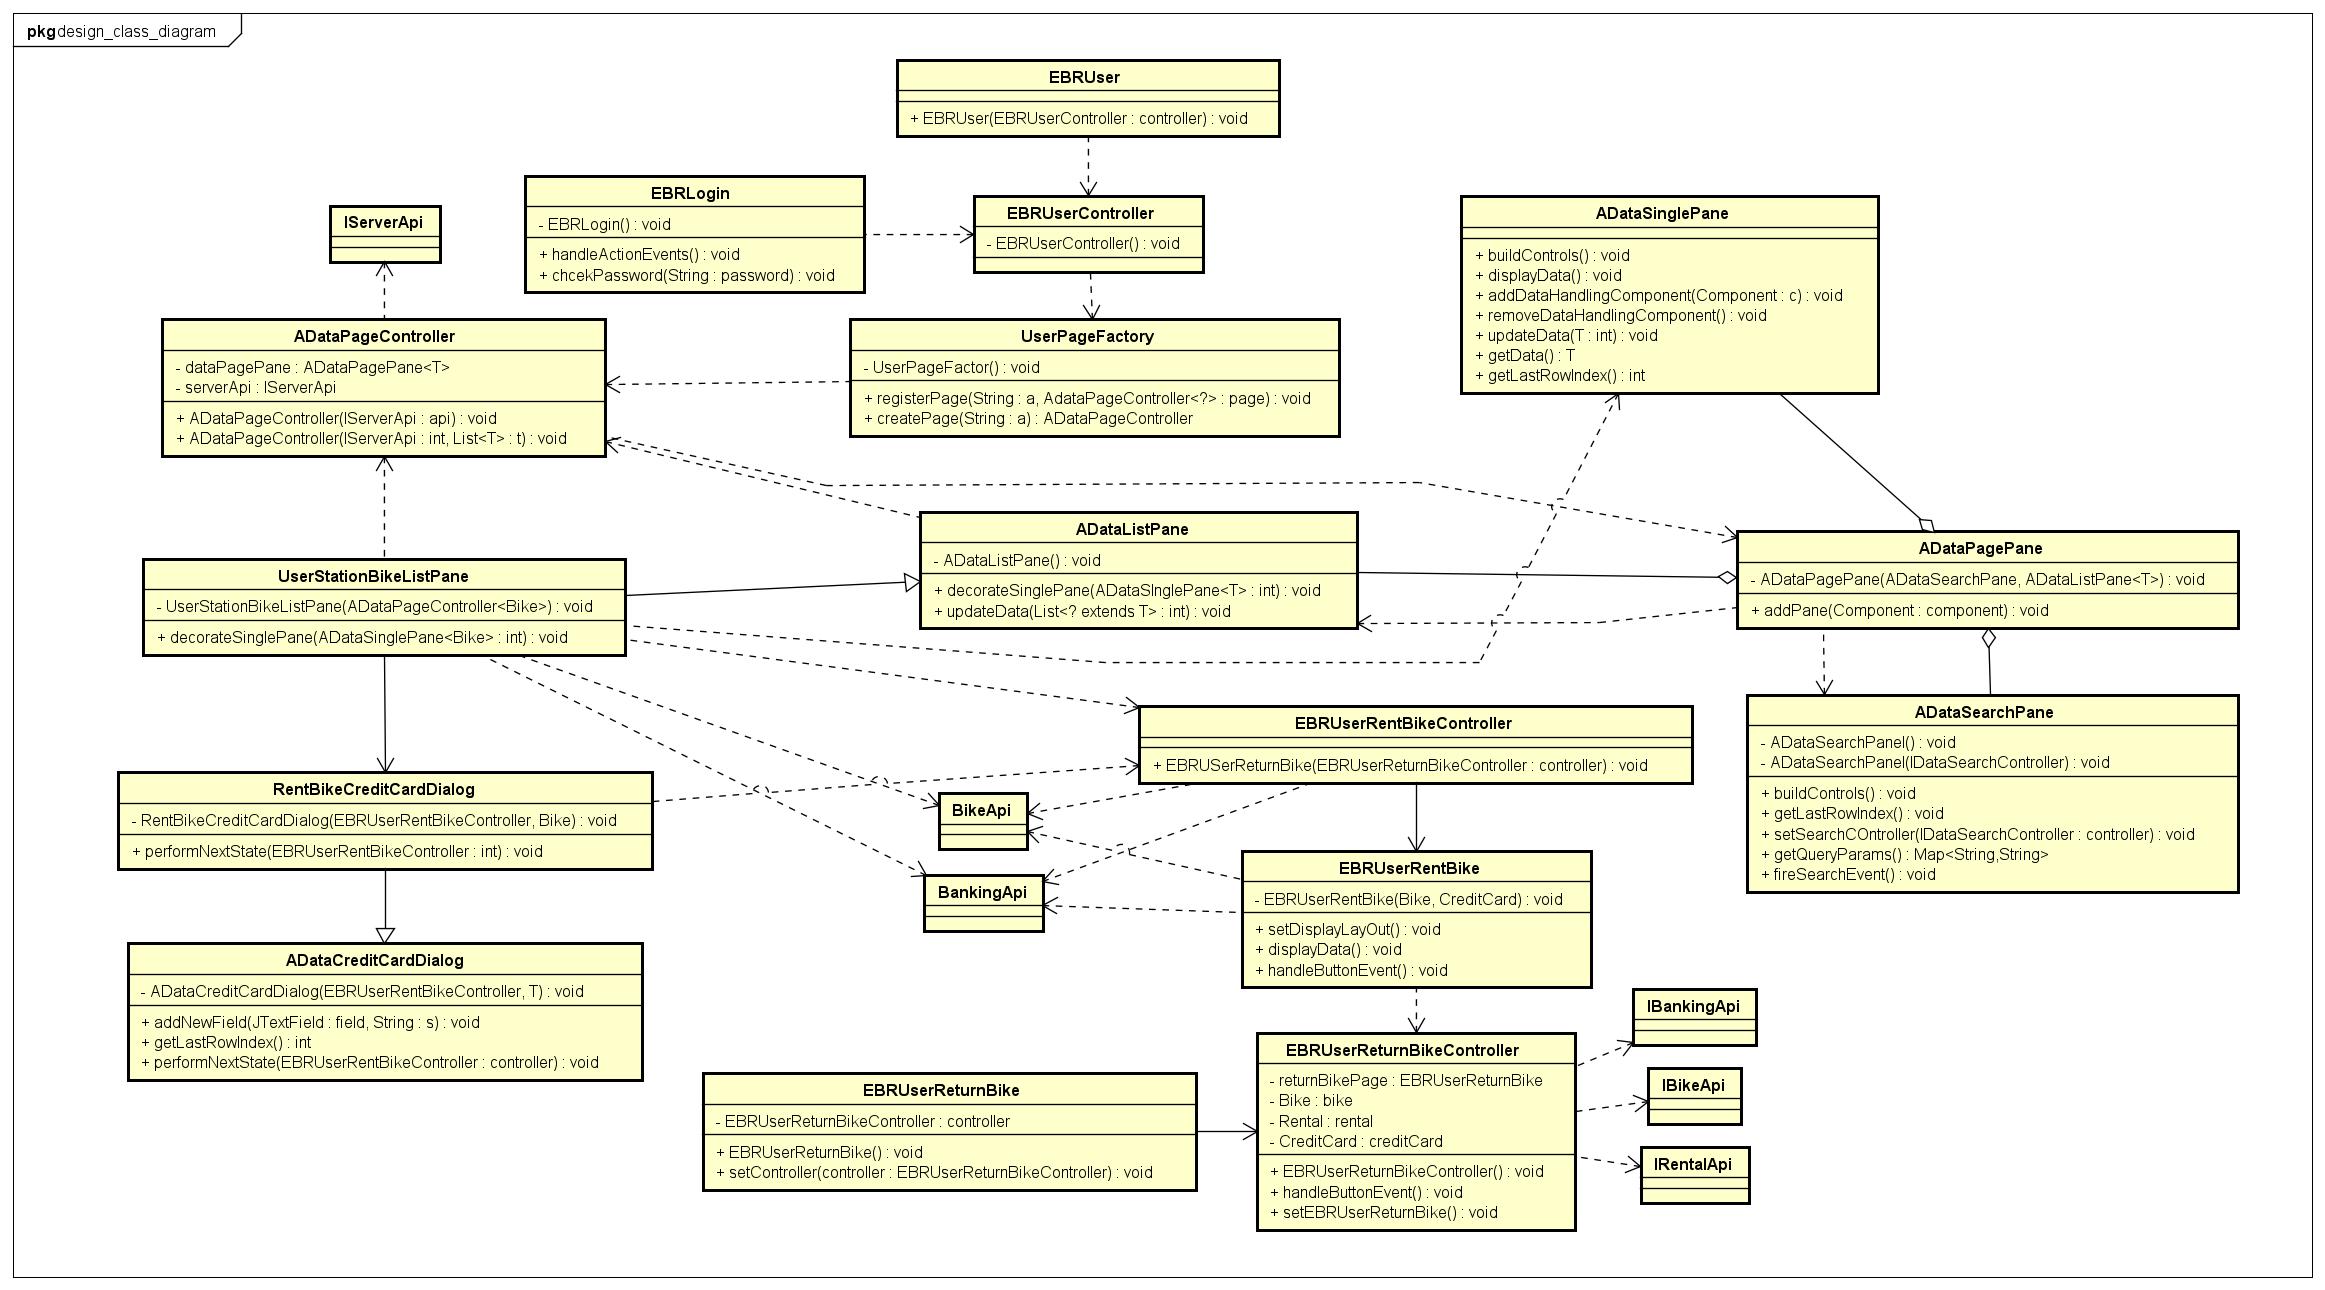 pkg design_class_diagram
EBRUser
+ EBRUser(EBRUserController : controller) : void
EBRLogin
- EBRLogin() : void
+ handleActionEvents() : void
+ chcekPassword(String : password) : void
IServerApi
EBRUserController
- EBRUserController() : void
ADataSinglePane
+ buildControls() : void
+ displayData() : void
+ addDataHandlingComponent(Component : c) : void
+ removeDataHandlingComponent() : void
+ updateData(T : int) : void
+ getData() : T
+ getLastRowIndex() : int
ADataPageController
- dataPagePane : ADataPagePane<T>
- serverApi : IServerApi
+ ADataPageController(IServerApi : api) : void
+ ADataPageController(IServerApi : int, List<T> : t) : void
UserPageFactory
- UserPageFactor() : void
+ registerPage(String : a, AdataPageController<?> : page) : void
+ createPage(String : a) : ADataPageController
ADataListPane
- ADataListPane() : void
+ decorateSinglePane(ADataSInglePane<T> : int) : void
+ updateData(List<? extends T> : int) : void
ADataPagePane
- ADataPagePane(ADataSearchPane, ADataListPane<T>) : void
+ addPane(Component : component) : void
UserStationBikeListPane
- UserStationBikeListPane(ADataPageController<Bike>) : void
+ decorateSinglePane(ADataSinglePane<Bike> : int) : void
ADataSearchPane
- ADataSearchPanel() : void
- ADataSearchPanel(IDataSearchController) : void
+ buildControls() : void
+ getLastRowIndex() : void
+ setSearchCOntroller(IDataSearchController : controller) : void
+ getQueryParams() : Map<String,String>
+ fireSearchEvent() : void
EBRUserRentBikeController
+ EBRUSerReturnBike(EBRUserReturnBikeController : controller) : void
RentBikeCreditCardDialog
- RentBikeCreditCardDialog(EBRUserRentBikeController, Bike) : void
+ performNextState(EBRUserRentBikeController : int) : void
BikeApi
BankingApi
EBRUserRentBike
- EBRUserRentBike(Bike, CreditCard) : void
+ setDisplayLayOut() : void
+ displayData() : void
+ handleButtonEvent() : void
ADataCreditCardDialog
- ADataCreditCardDialog(EBRUserRentBikeController, T) : void
+ addNewField(JTextField : field, String : s) : void
+ getLastRowIndex() : int
+ performNextState(EBRUserRentBikeController : controller) : void
IBankingApi
EBRUserReturnBikeController
- returnBikePage : EBRUserReturnBike
- Bike : bike
- Rental : rental
- CreditCard : creditCard
+ EBRUserReturnBikeController() : void
+ handleButtonEvent() : void
+ setEBRUserReturnBike() : void
IBikeApi
EBRUserReturnBike
- EBRUserReturnBikeController : controller
+ EBRUserReturnBike() : void
+ setController(controller : EBRUserReturnBikeController) : void
IRentalApi